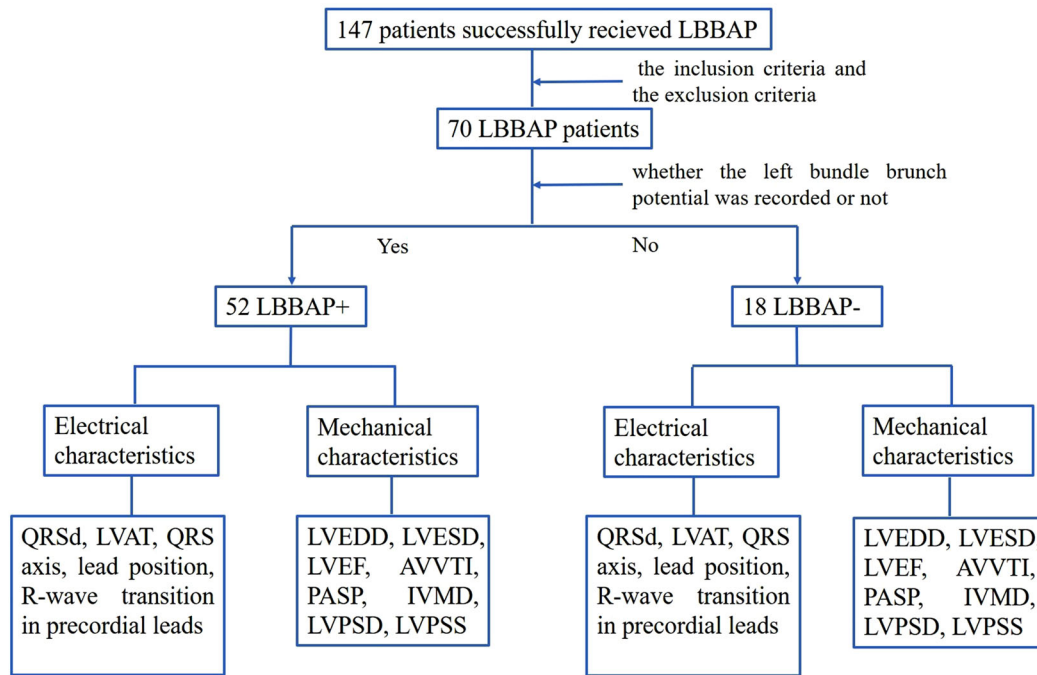 147 patients successfully recieved LBBAP
the inclusion criteria and
the exclusion criteria
70 LBBAP patients
whether the left bundle brunch
potential was recorded or not
Yes
No
52 LBBAP+
18 LBBAP-
Electrical
characteristics
Mechanical
characteristics
Electrical
characteristics
Mechanical
characteristics
QRSd, LVAT, QRS
axis, lead position,
R-wave transition
in precordial leads
LVEDD, LVESD,
LVEF, AVVTI,
PASP, IVMD,
LVPSD, LVPSS
QRSd, LVAT, QRS
axis, lead position,
R-wave transition
in precordial leads
LVEDD, LVESD,
LVEF, AVVTI,
PASP, IVMD,
LVPSD, LVPSS